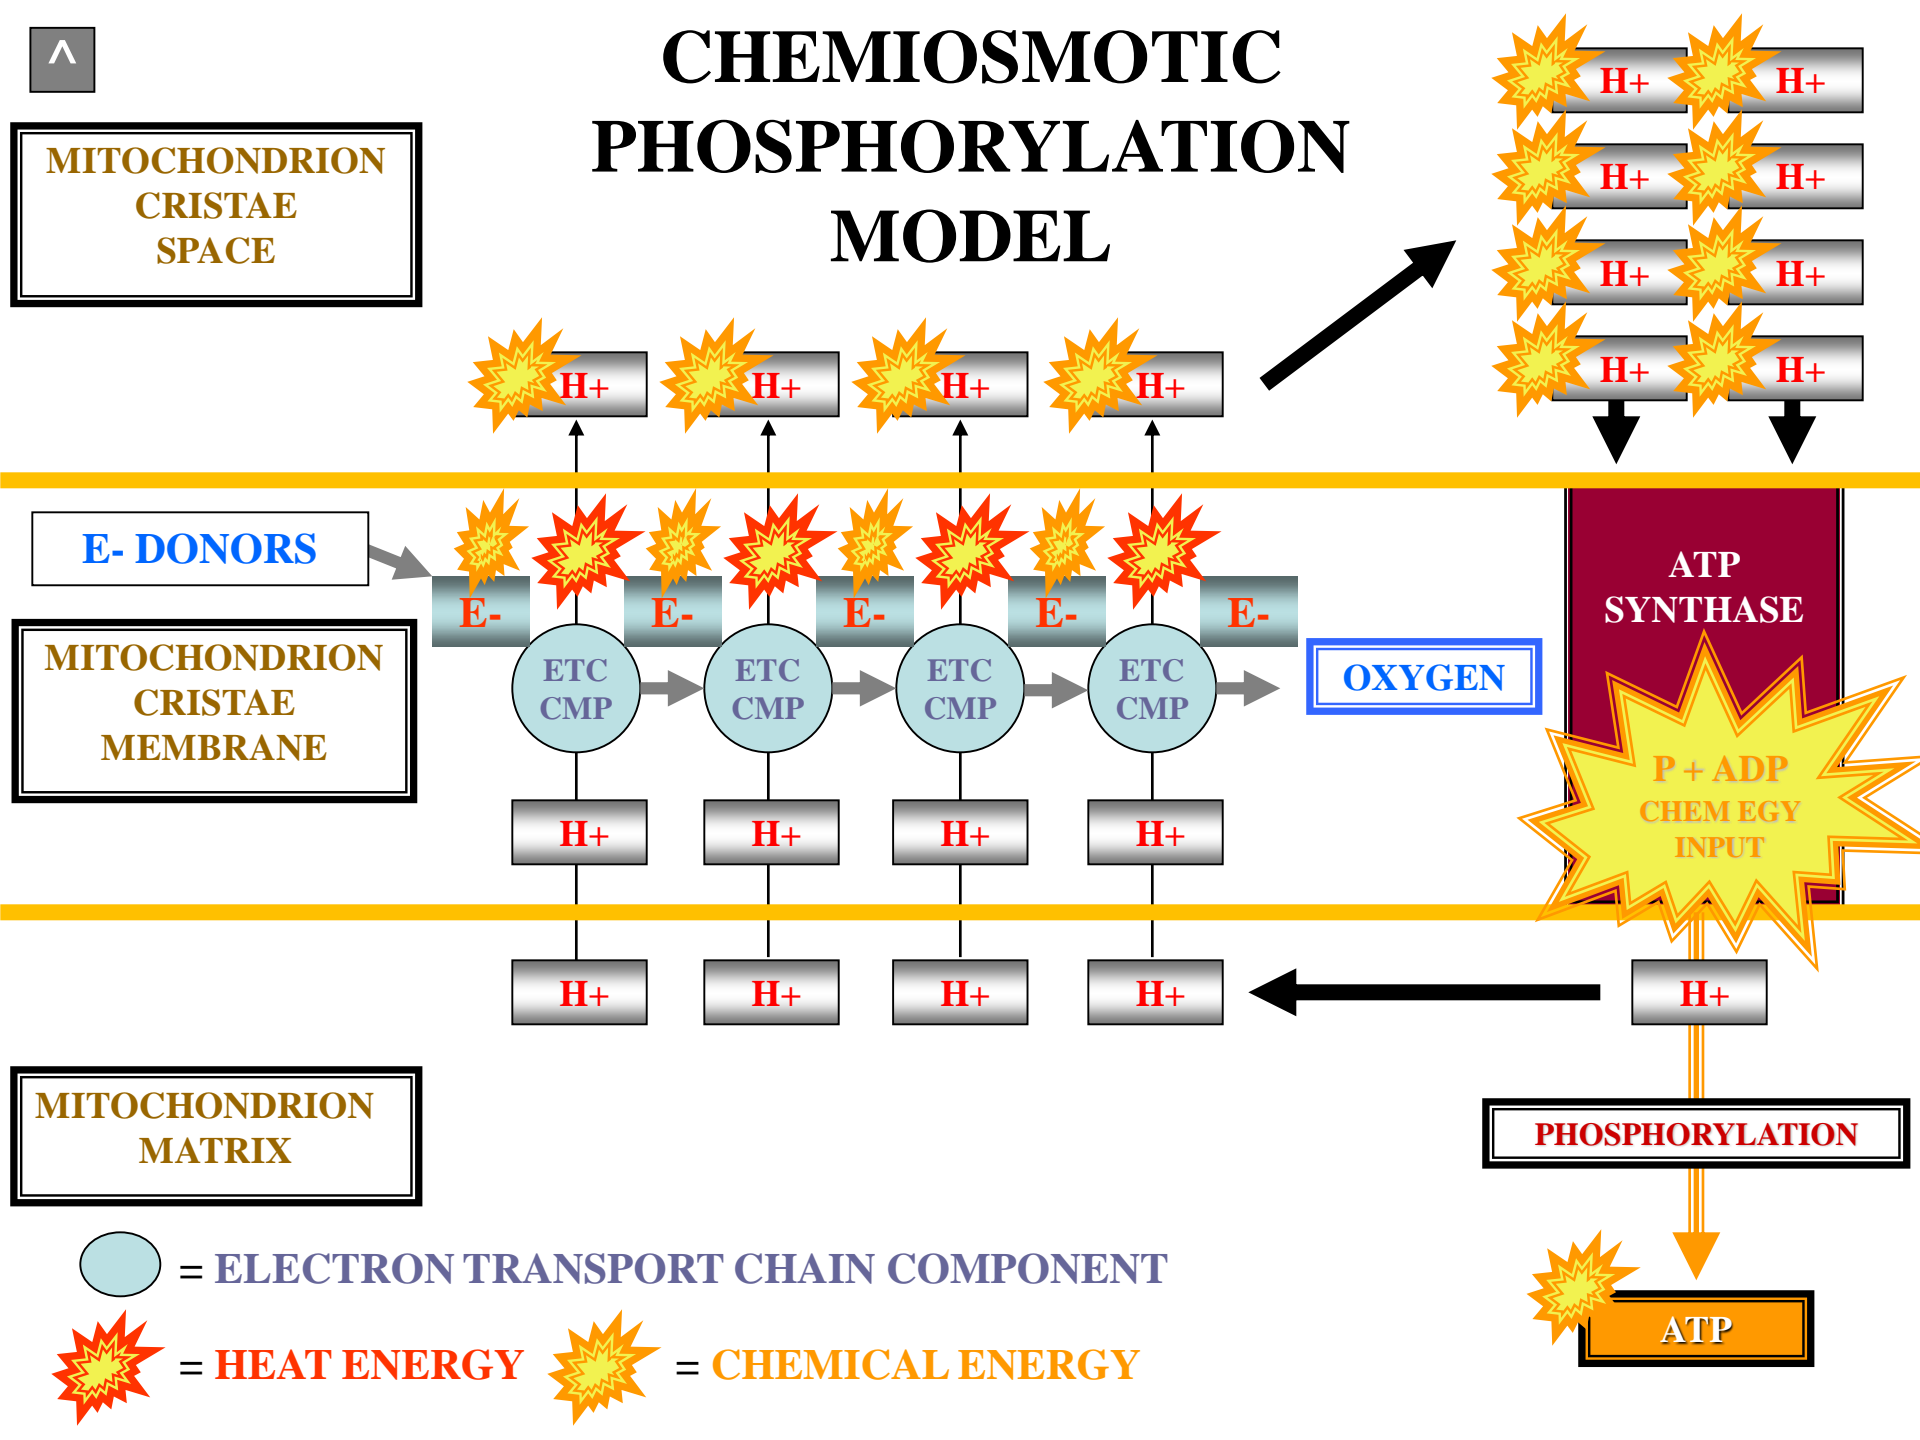 ^
CHEMIOSMOTIC
PHOSPHORYLATION
MODEL
MITOCHONDRION
CRISTAE
SPACE
H+ H+
H+ H+
H+ H+
H+ H+
H+ H+ H+ H+
E- DONORS
E- E- E- E- E-
MITOCHONDRION
CRISTAE
MEMBRANE
ETC
CMP
ETC
CMP
ETC
CMP
ETC
CMP
OXYGEN
ATP
SYNTHASE
P + ADP
CHEM EGY
INPUT
H+ H+ H+ H+
H+ H+ H+ H+ H+
MITOCHONDRION
MATRIX
PHOSPHORYLATION
ATP
= ELECTRON TRANSPORT CHAIN COMPONENT
= HEAT ENERGY = CHEMICAL ENERGY